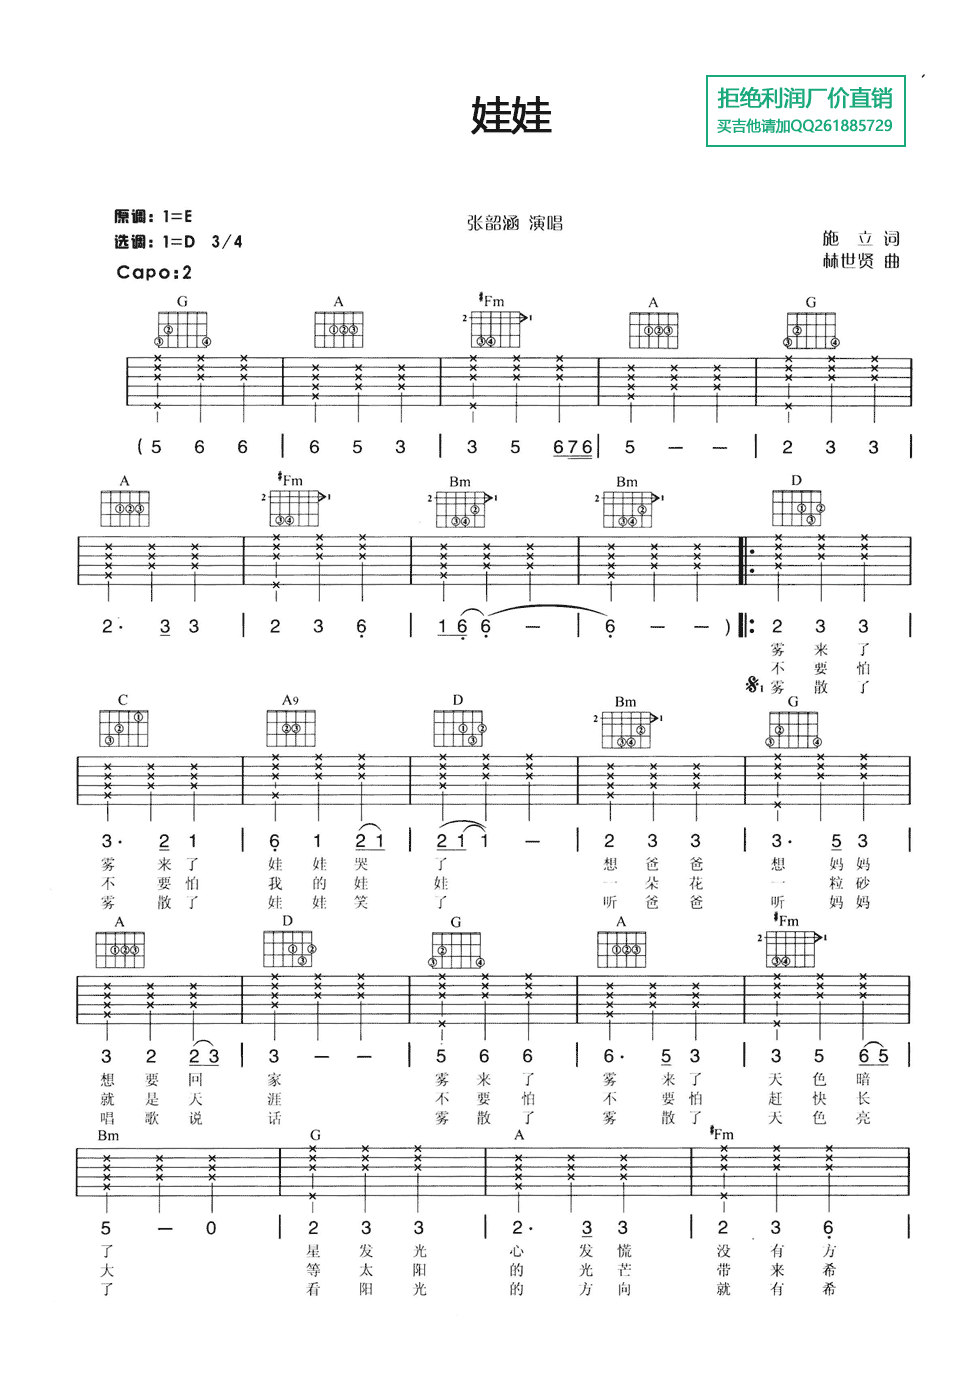 娃娃
拒绝利润厂价直销
买吉他请加QQ261885729
原调：1=E
选调：1=D 3/4
Capo：2
张韶涵 演唱
施 立 词
林世贤 曲
G A #Fm A G
( 5 6 6 | 6 5 3 | 3 5 676 | 5 - - | 2 3 3 |
A #Fm Bm Bm D
2· 3 3 | 2 3 6 | 1 6 6 - | 6 - - ) ‖: 2 3 3 |
雾 来 了
不 要 怕
雾 散 了
C A9 D Bm G
3· 2 1 | 6 1 2 1 | 2 1 1 - | 2 3 3 | 3· 5 3 |
雾 来 了 娃 娃 哭 了 想 爸 爸 想 妈 妈
不 要 怕 我 的 娃 娃 一 朵 花 一 粒 砂
雾 散 了 娃 娃 笑 了 听 爸 爸 听 妈 妈
A D G A #Fm
3 2 2 3 | 3 - - | 5 6 6 | 6· 5 3 | 3 5 6 5 |
想 要 回 家 雾 来 了 雾 来 了 天 色 暗
就 是 天 涯 不 要 怕 不 要 怕 赶 快 长
唱 歌 说 话 雾 散 了 雾 散 了 天 色 亮
Bm G A #Fm
5 - 0 | 2 3 3 | 2· 3 3 | 2 3 6 |
了 星 发 光 心 发 慌 没 有 方
大 等 太 阳 的 光 芒 带 来 希
了 看 阳 光 的 方 向 就 有 希